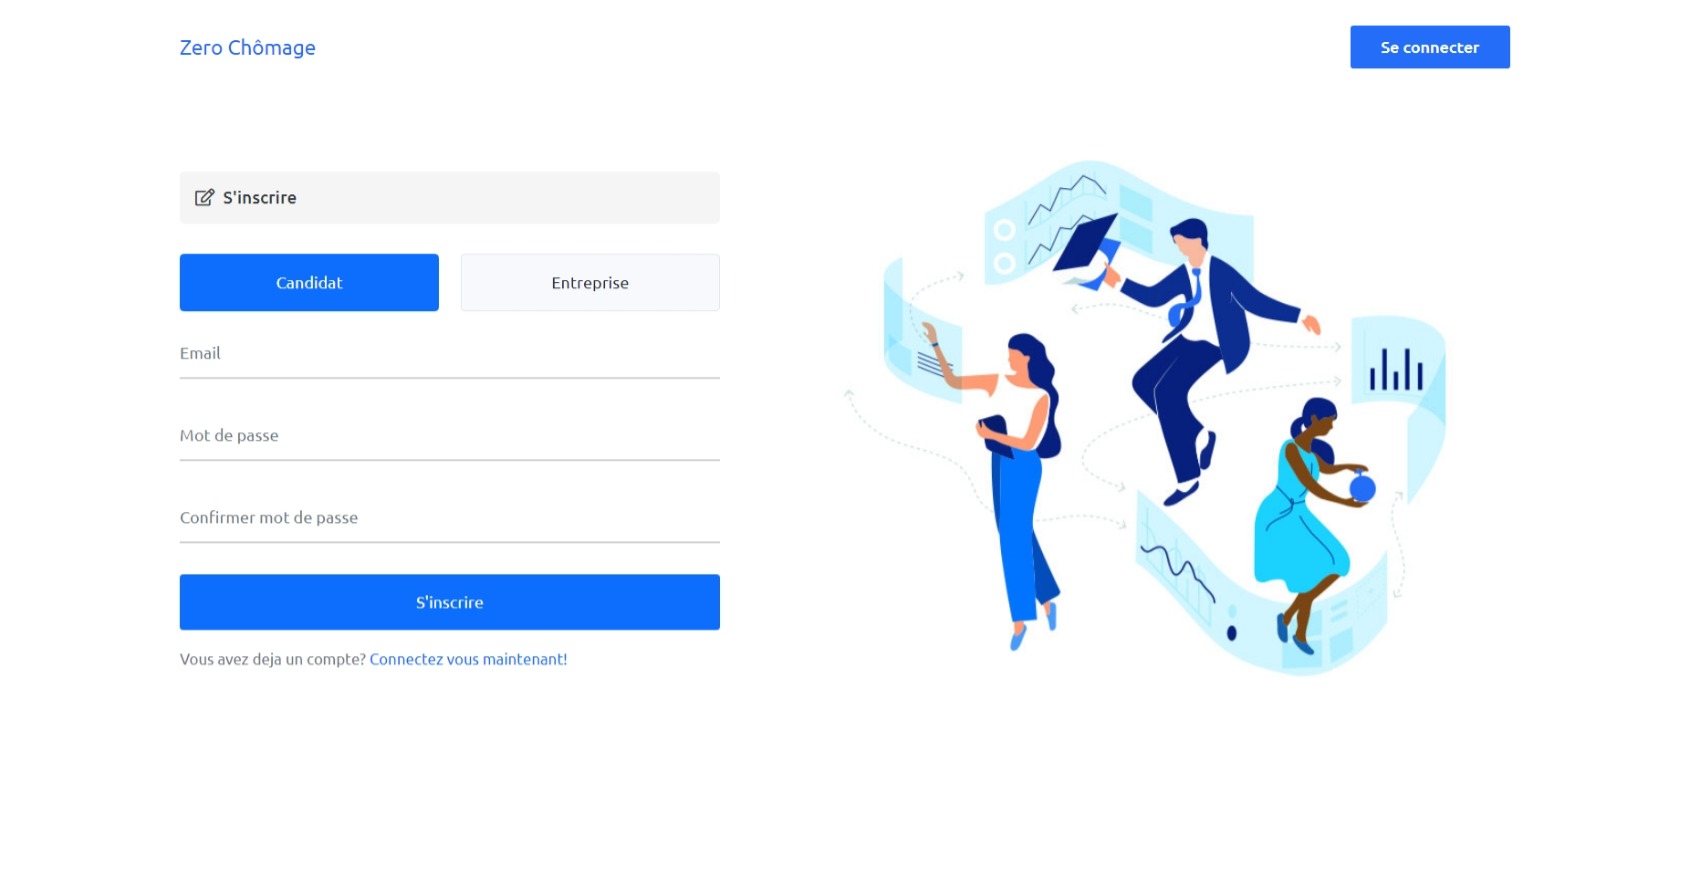 Zero Chômage
Se connecter
S'inscrire
Candidat
Entreprise
Email
Mot de passe
Confirmer mot de passe
S'inscrire
Vous avez deja un compte? Connectez vous maintenant!